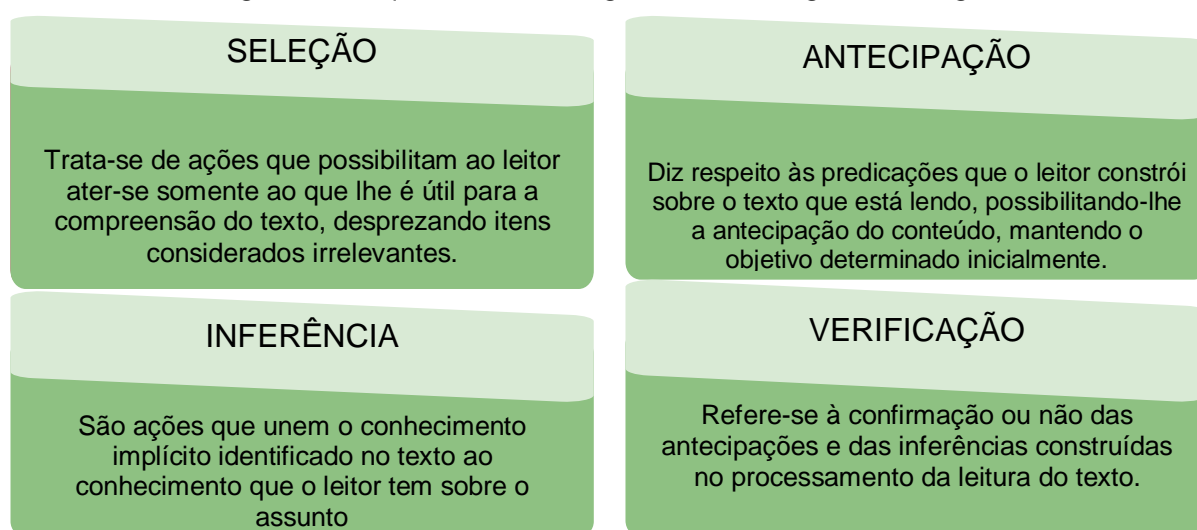 SELEÇÃO
Trata-se de ações que possibilitam ao leitor
ater-se somente ao que lhe é útil para a
compreensão do texto, desprezando itens
considerados irrelevantes.
ANTECIPAÇÃO
Diz respeito às predicações que o leitor constrói
sobre o texto que está lendo, possibilitando-lhe
a antecipação do conteúdo, mantendo o
objetivo determinado inicialmente.
INFERÊNCIA
São ações que unem o conhecimento
implícito identificado no texto ao
conhecimento que o leitor tem sobre o
assunto
VERIFICAÇÃO
Refere-se à confirmação ou não das
antecipações e das inferências construídas
no processamento da leitura do texto.